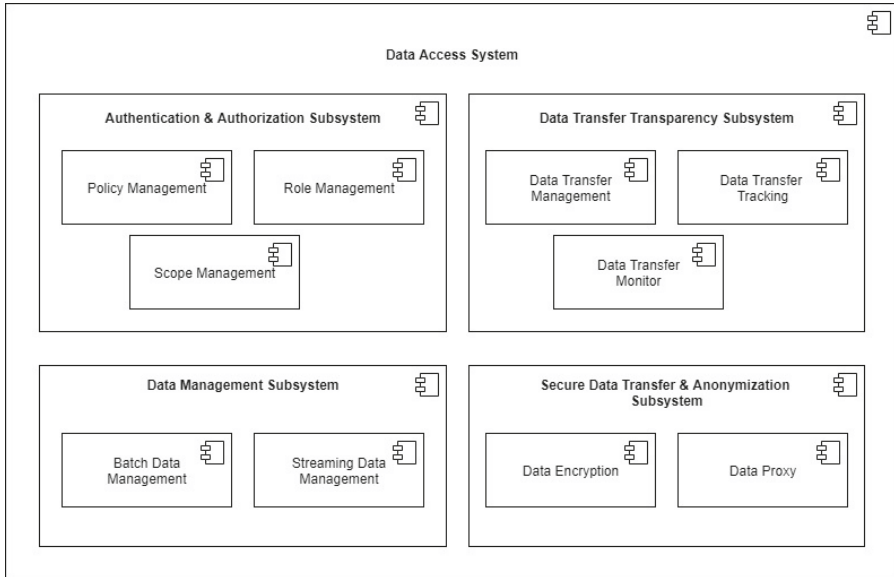 Data Access System
Authentication & Authorization Subsystem
Policy Management
Role Management
Scope Management
Data Transfer Transparency Subsystem
Data Transfer
Management
Data Transfer
Tracking
Data Transfer
Monitor
Data Management Subsystem
Batch Data
Management
Streaming Data
Management
Secure Data Transfer & Anonymization
Subsystem
Data Encryption
Data Proxy